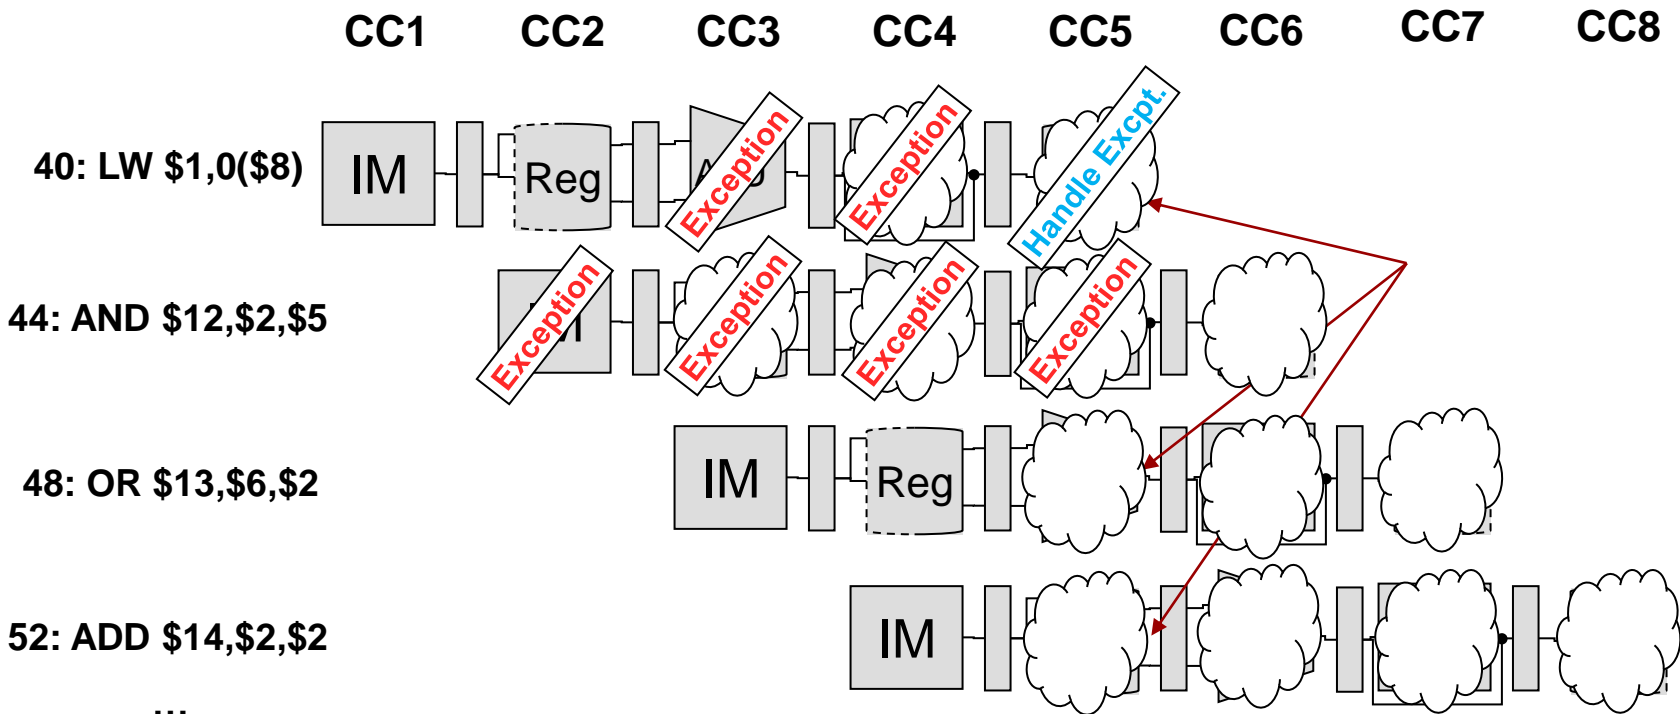 CC1 CC2 CC3 CC4 CC5 CC6 CC7 CC8
40: LW $1,0($8) IM Reg Exception Exception Handle Excpt.
44: AND $12,$2,$5 Exception Exception Exception Exception
48: OR $13,$6,$2 IM Reg
52: ADD $14,$2,$2 IM
...